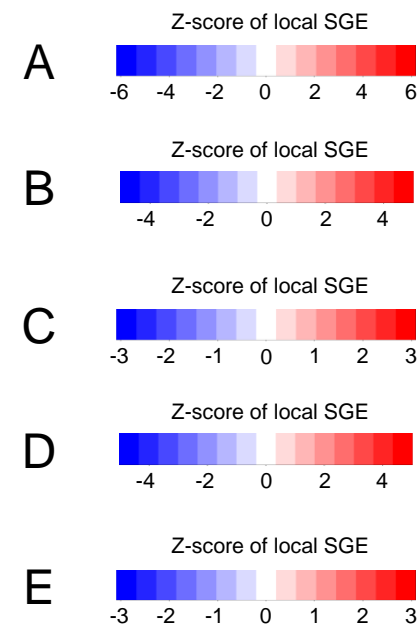 Z-score of local SGE
A
-6 -4 -2 0 2 4 6
Z-score of local SGE
B
-4 -2 0 2 4
Z-score of local SGE
C
-3 -2 -1 0 1 2 3
Z-score of local SGE
D
-4 -2 0 2 4
Z-score of local SGE
E
-3 -2 -1 0 1 2 3